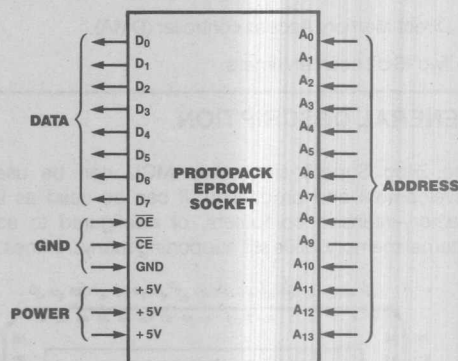 DATA
GND
POWER
D0
D1
D2
D3
D4
D5
D6
D7
OE
CE
GND
+5V
+5V
+5V
PROTOPACK
EPROM
SOCKET
A0
A1
A2
A3
A4
A5
A6
A7
A8
A9
A10
A11
A12
A13
ADDRESS